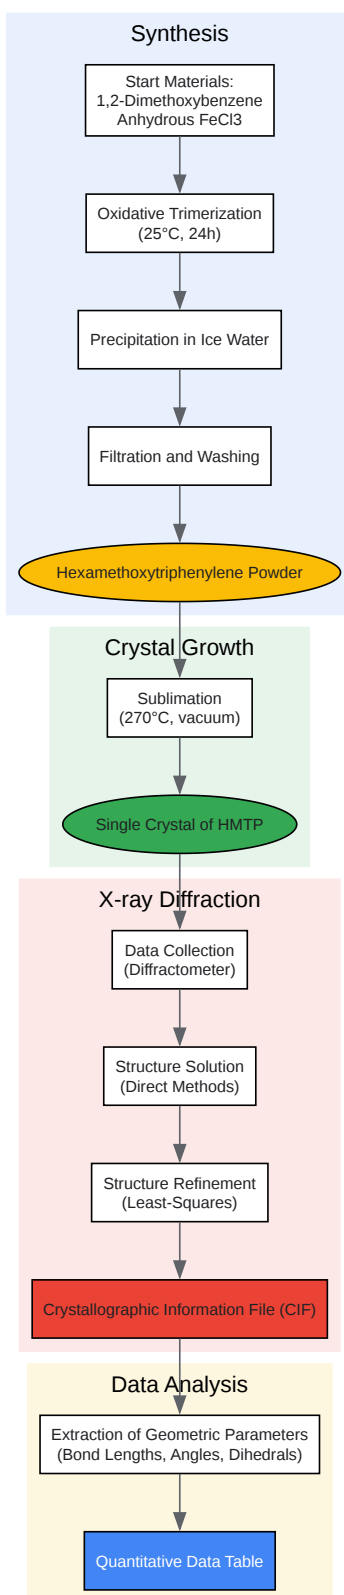 Synthesis
Start Materials:
1,2-Dimethoxybenzene
Anhydrous FeCl3
Oxidative Trimerization
(25°C, 24h)
Precipitation in Ice Water
Filtration and Washing
Hexamethoxytriphenylene Powder
Crystal Growth
Sublimation
(270°C, vacuum)
Single Crystal of HMTP
X-ray Diffraction
Data Collection
(Diffractometer)
Structure Solution
(Direct Methods)
Structure Refinement
(Least-Squares)
Crystallographic Information File (CIF)
Data Analysis
Extraction of Geometric Parameters
(Bond Lengths, Angles, Dihedrals)
Quantitative Data Table